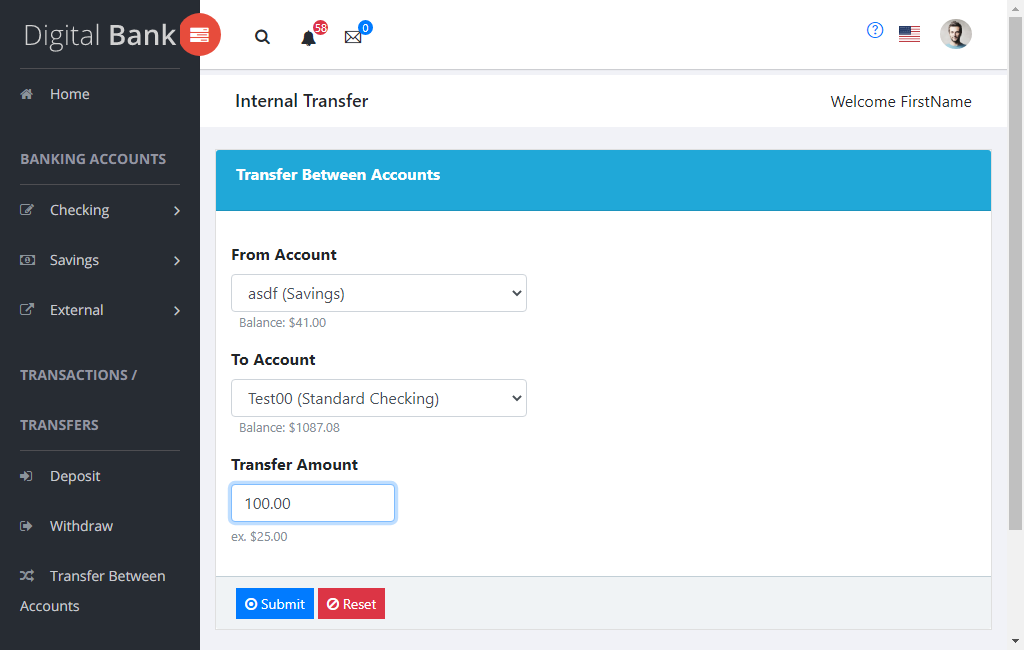 Digital Bank
58
0
Home
BANKING ACCOUNTS
Checking
Savings
External
TRANSACTIONS /
TRANSFERS
Deposit
Withdraw
Transfer Between
Accounts
Internal Transfer
Welcome FirstName
Transfer Between Accounts
From Account
asdf (Savings)
Balance: $41.00
To Account
Test00 (Standard Checking)
Balance: $1087.08
Transfer Amount
100.00
ex. $25.00
Submit
Reset